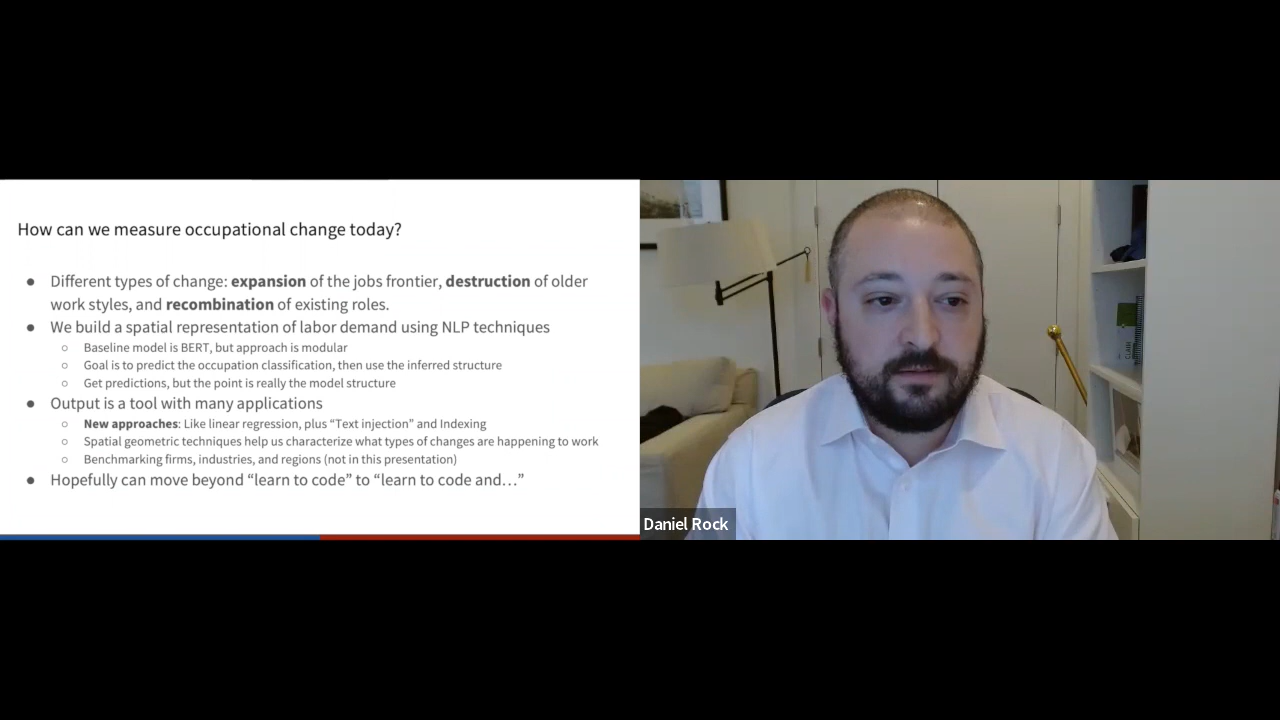 How can we measure occupational change today?
● Different types of change: expansion of the jobs frontier, destruction of older
work styles, and recombination of existing roles.
● We build a spatial representation of labor demand using NLP techniques
○ Baseline model is BERT, but approach is modular
○ Goal is to predict the occupation classification, then use the inferred structure
○ Get predictions, but the point is really the model structure
● Output is a tool with many applications
○ New approaches: Like linear regression, plus “Text injection” and Indexing
○ Spatial geometric techniques help us characterize what types of changes are happening to work
○ Benchmarking firms, industries, and regions (not in this presentation)
● Hopefully can move beyond “learn to code” to “learn to code and…”
Daniel Rock